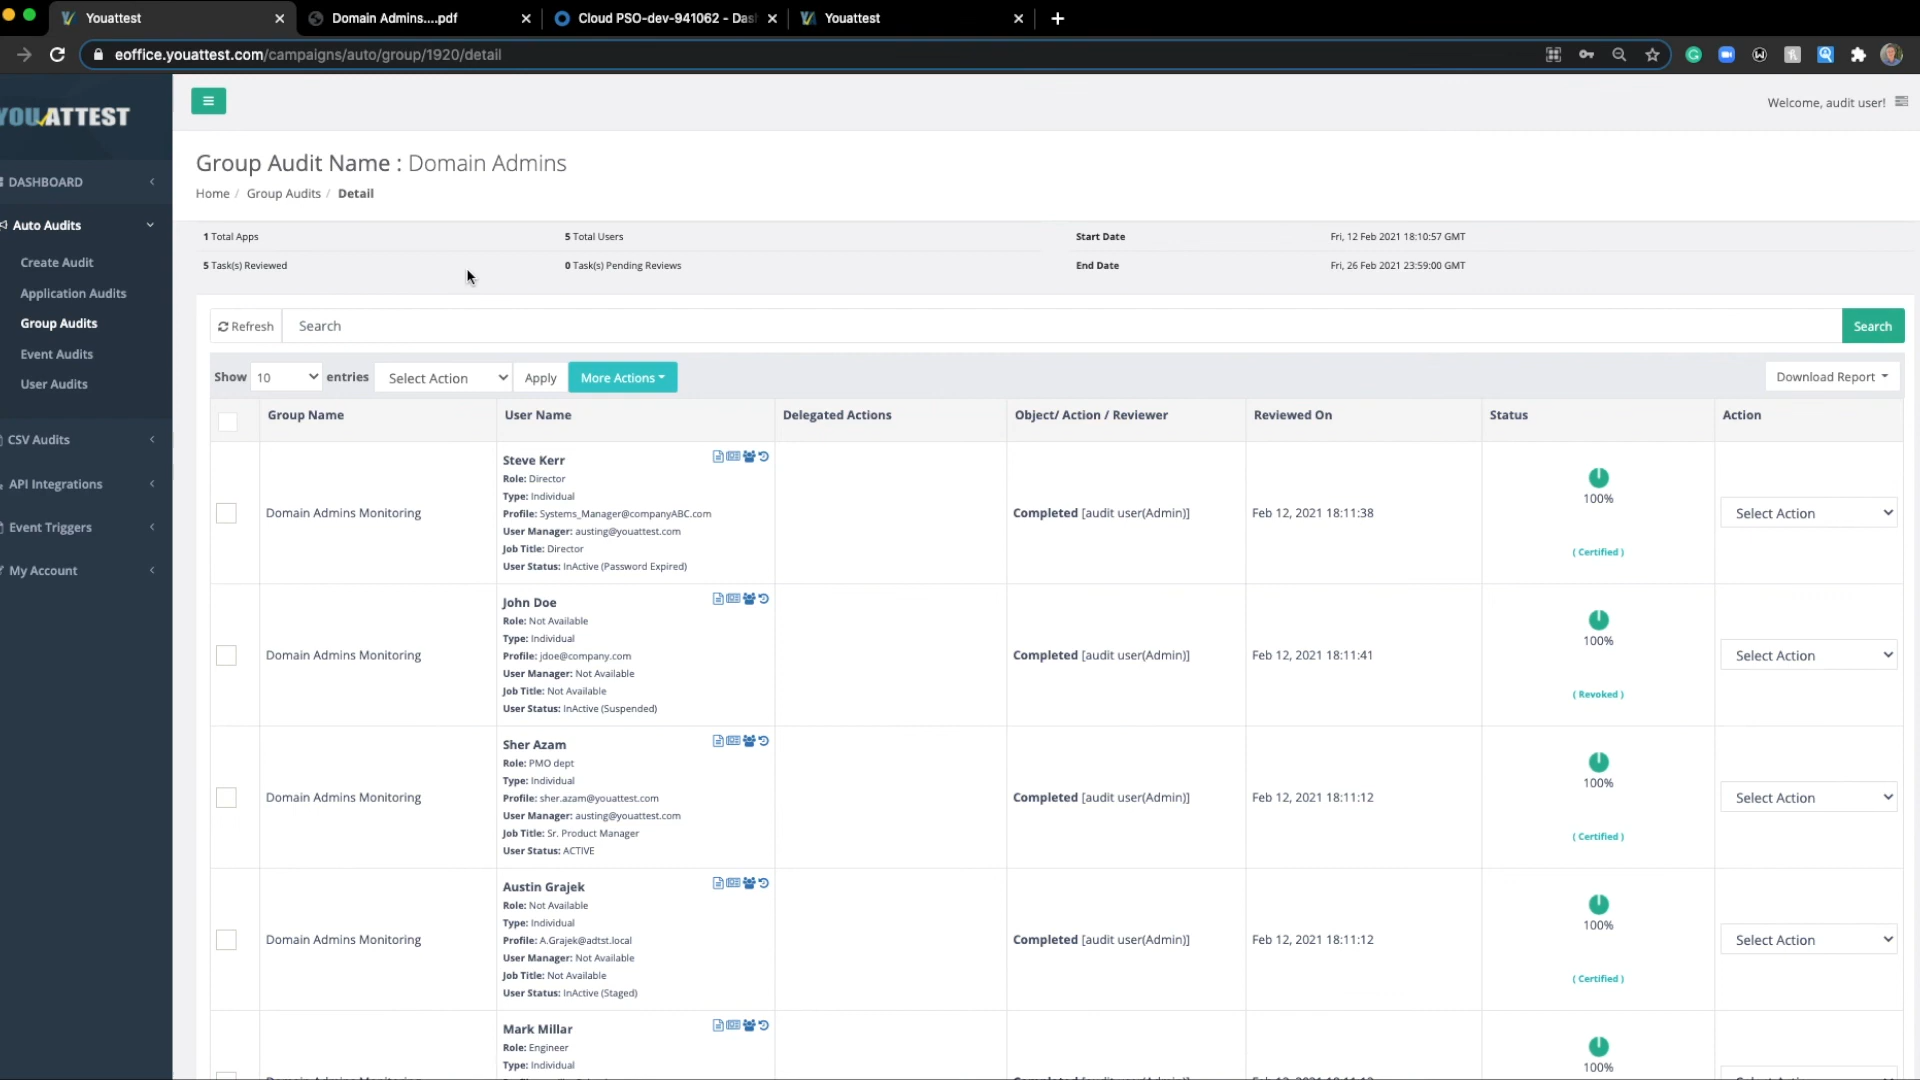 Youattest
Domain Admins....pdf
Cloud PSO-dev-941062 - Das
Youattest
eoffice.youattest.com/campaigns/auto/group/1920/detail
YOUATTEST
Welcome, audit user!
Group Audit Name : Domain Admins
Home / Group Audits / Detail
DASHBOARD
Auto Audits
Create Audit
Application Audits
Group Audits
Event Audits
User Audits
CSV Audits
API Integrations
Event Triggers
My Account
1 Total Apps
5 Total Users
Start Date
Fri, 12 Feb 2021 18:10:57 GMT
5 Task(s) Reviewed
0 Task(s) Pending Reviews
End Date
Fri, 26 Feb 2021 23:59:00 GMT
Refresh
Search
Search
Show 10 entries
Select Action
Apply
More Actions
Download Report
Group Name
User Name
Delegated Actions
Object/ Action / Reviewer
Reviewed On
Status
Action
Domain Admins Monitoring
Steve Kerr
Role: Director
Type: Individual
Profile: Systems_Manager@companyABC.com
User Manager: austing@youattest.com
Job Title: Director
User Status: InActive (Password Expired)
Completed [audit user(Admin)]
Feb 12, 2021 18:11:38
100%
( Certified )
Select Action
Domain Admins Monitoring
John Doe
Role: Not Available
Type: Individual
Profile: jdoe@company.com
User Manager: Not Available
Job Title: Not Available
User Status: InActive (Suspended)
Completed [audit user(Admin)]
Feb 12, 2021 18:11:41
100%
( Revoked )
Select Action
Domain Admins Monitoring
Sher Azam
Role: PMO dept
Type: Individual
Profile: sher.azam@youattest.com
User Manager: austing@youattest.com
Job Title: Sr. Product Manager
User Status: ACTIVE
Completed [audit user(Admin)]
Feb 12, 2021 18:11:12
100%
( Certified )
Select Action
Domain Admins Monitoring
Austin Grajek
Role: Not Available
Type: Individual
Profile: A.Grajek@adtst.local
User Manager: Not Available
Job Title: Not Available
User Status: InActive (Staged)
Completed [audit user(Admin)]
Feb 12, 2021 18:11:12
100%
( Certified )
Select Action
Mark Millar
Role: Engineer
Type: Individual
100%